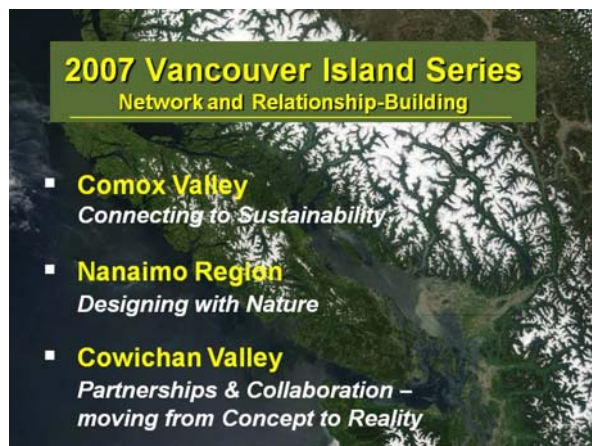 2007 Vancouver Island Series
Network and Relationship-Building
▪ Comox Valley
Connecting to Sustainability
▪ Nanaimo Region
Designing with Nature
▪ Cowichan Valley
Partnerships & Collaboration –
moving from Concept to Reality